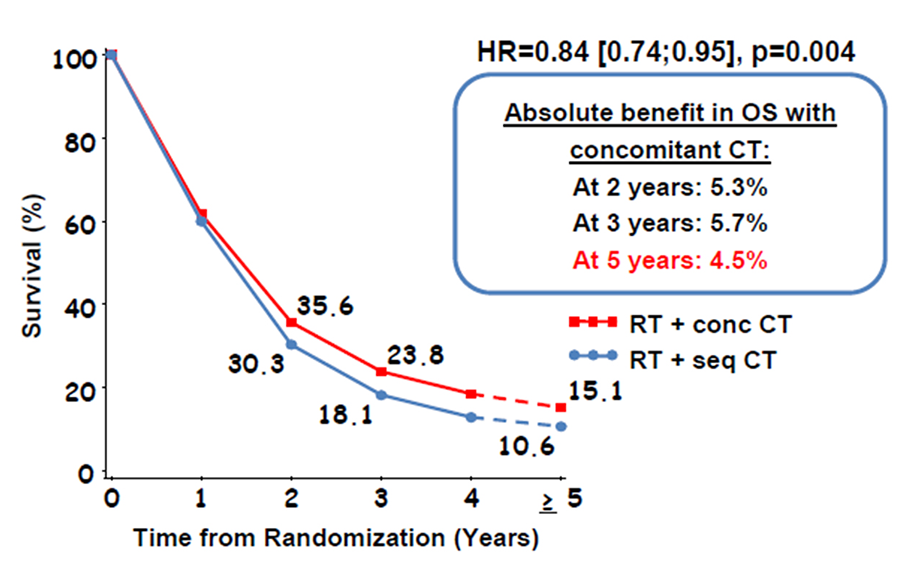 HR=0.84 [0.74;0.95], p=0.004
Absolute benefit in OS with
concomitant CT:
At 2 years: 5.3%
At 3 years: 5.7%
At 5 years: 4.5%
RT + conc CT
RT + seq CT
Survival (%)
100
80
60
40
20
0
35.6
30.3
23.8
18.1
15.1
10.6
0 1 2 3 4 ≥ 5
Time from Randomization (Years)